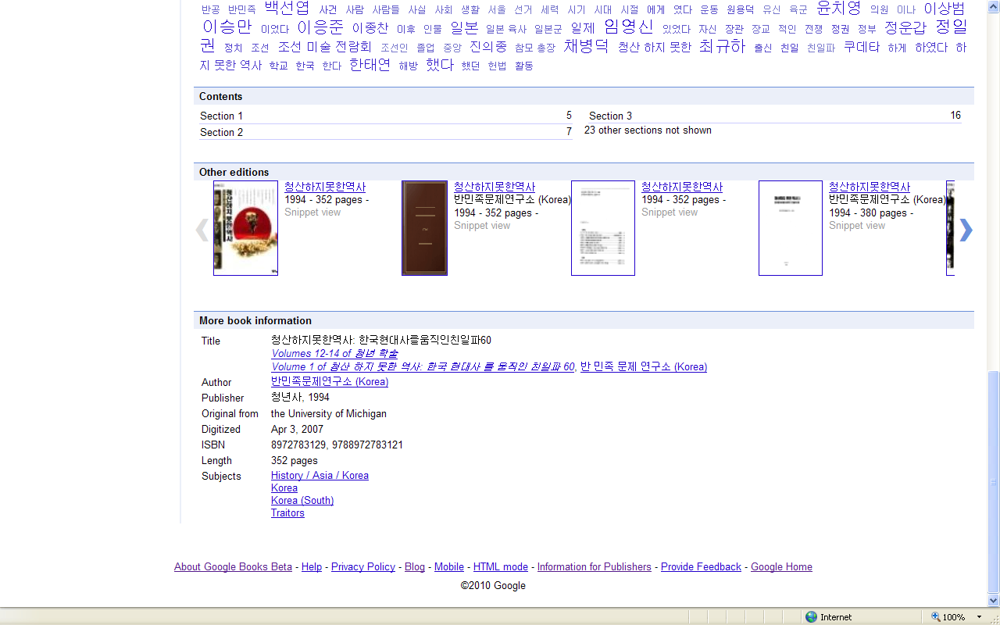 반공 반민족 백선엽 사건 사람 사람들 사실 사회 생활 서울 선거 세력 시기 시대 시절 에게 였다 운동 원용덕 유신 육군 윤치영 의원 이나 이상범
이승만 이었다 이응준 이종찬 이후 인물 일본 일본 육사 일본군 일제 임영신 있었다 자신 장관 장교 적인 전쟁 정권 정부 정운갑 정일
권 정치 조선 조선 미술 전람회 조선인 졸업 중앙 진의종 참모 총장 채병덕 청산 하지 못한 최규하 출신 친일 친일파 쿠데타 하게 하였다 하
지 못한 역사 학교 한국 한다 한태연 해방 했다 했던 헌법 활동
Contents
Section 1 5
Section 3 16
Section 2 7
23 other sections not shown
Other editions
청산하지못한역사
1994 - 352 pages -
Snippet view
청산하지못한역사
반민족문제연구소 (Korea)
1994 - 352 pages -
Snippet view
청산하지못한역사
1994 - 352 pages -
Snippet view
청산하지못한역사
반민족문제연구소 (Korea)
1994 - 380 pages -
Snippet view
More book information
Title 청산하지못한역사: 한국현대사를움직인친일파60
Volumes 12-14 of 청년 학술
Volume 1 of 청산 하지 못한 역사: 한국 현대사 를 움직인 친일파 60, 반 민족 문제 연구소 (Korea)
Author 반민족문제연구소 (Korea)
Publisher 청년사, 1994
Original from the University of Michigan
Digitized Apr 3, 2007
ISBN 8972783129, 9788972783121
Length 352 pages
Subjects History / Asia / Korea
Korea
Korea (South)
Traitors
About Google Books Beta - Help - Privacy Policy - Blog - Mobile - HTML mode - Information for Publishers - Provide Feedback - Google Home
©2010 Google
Internet 100%